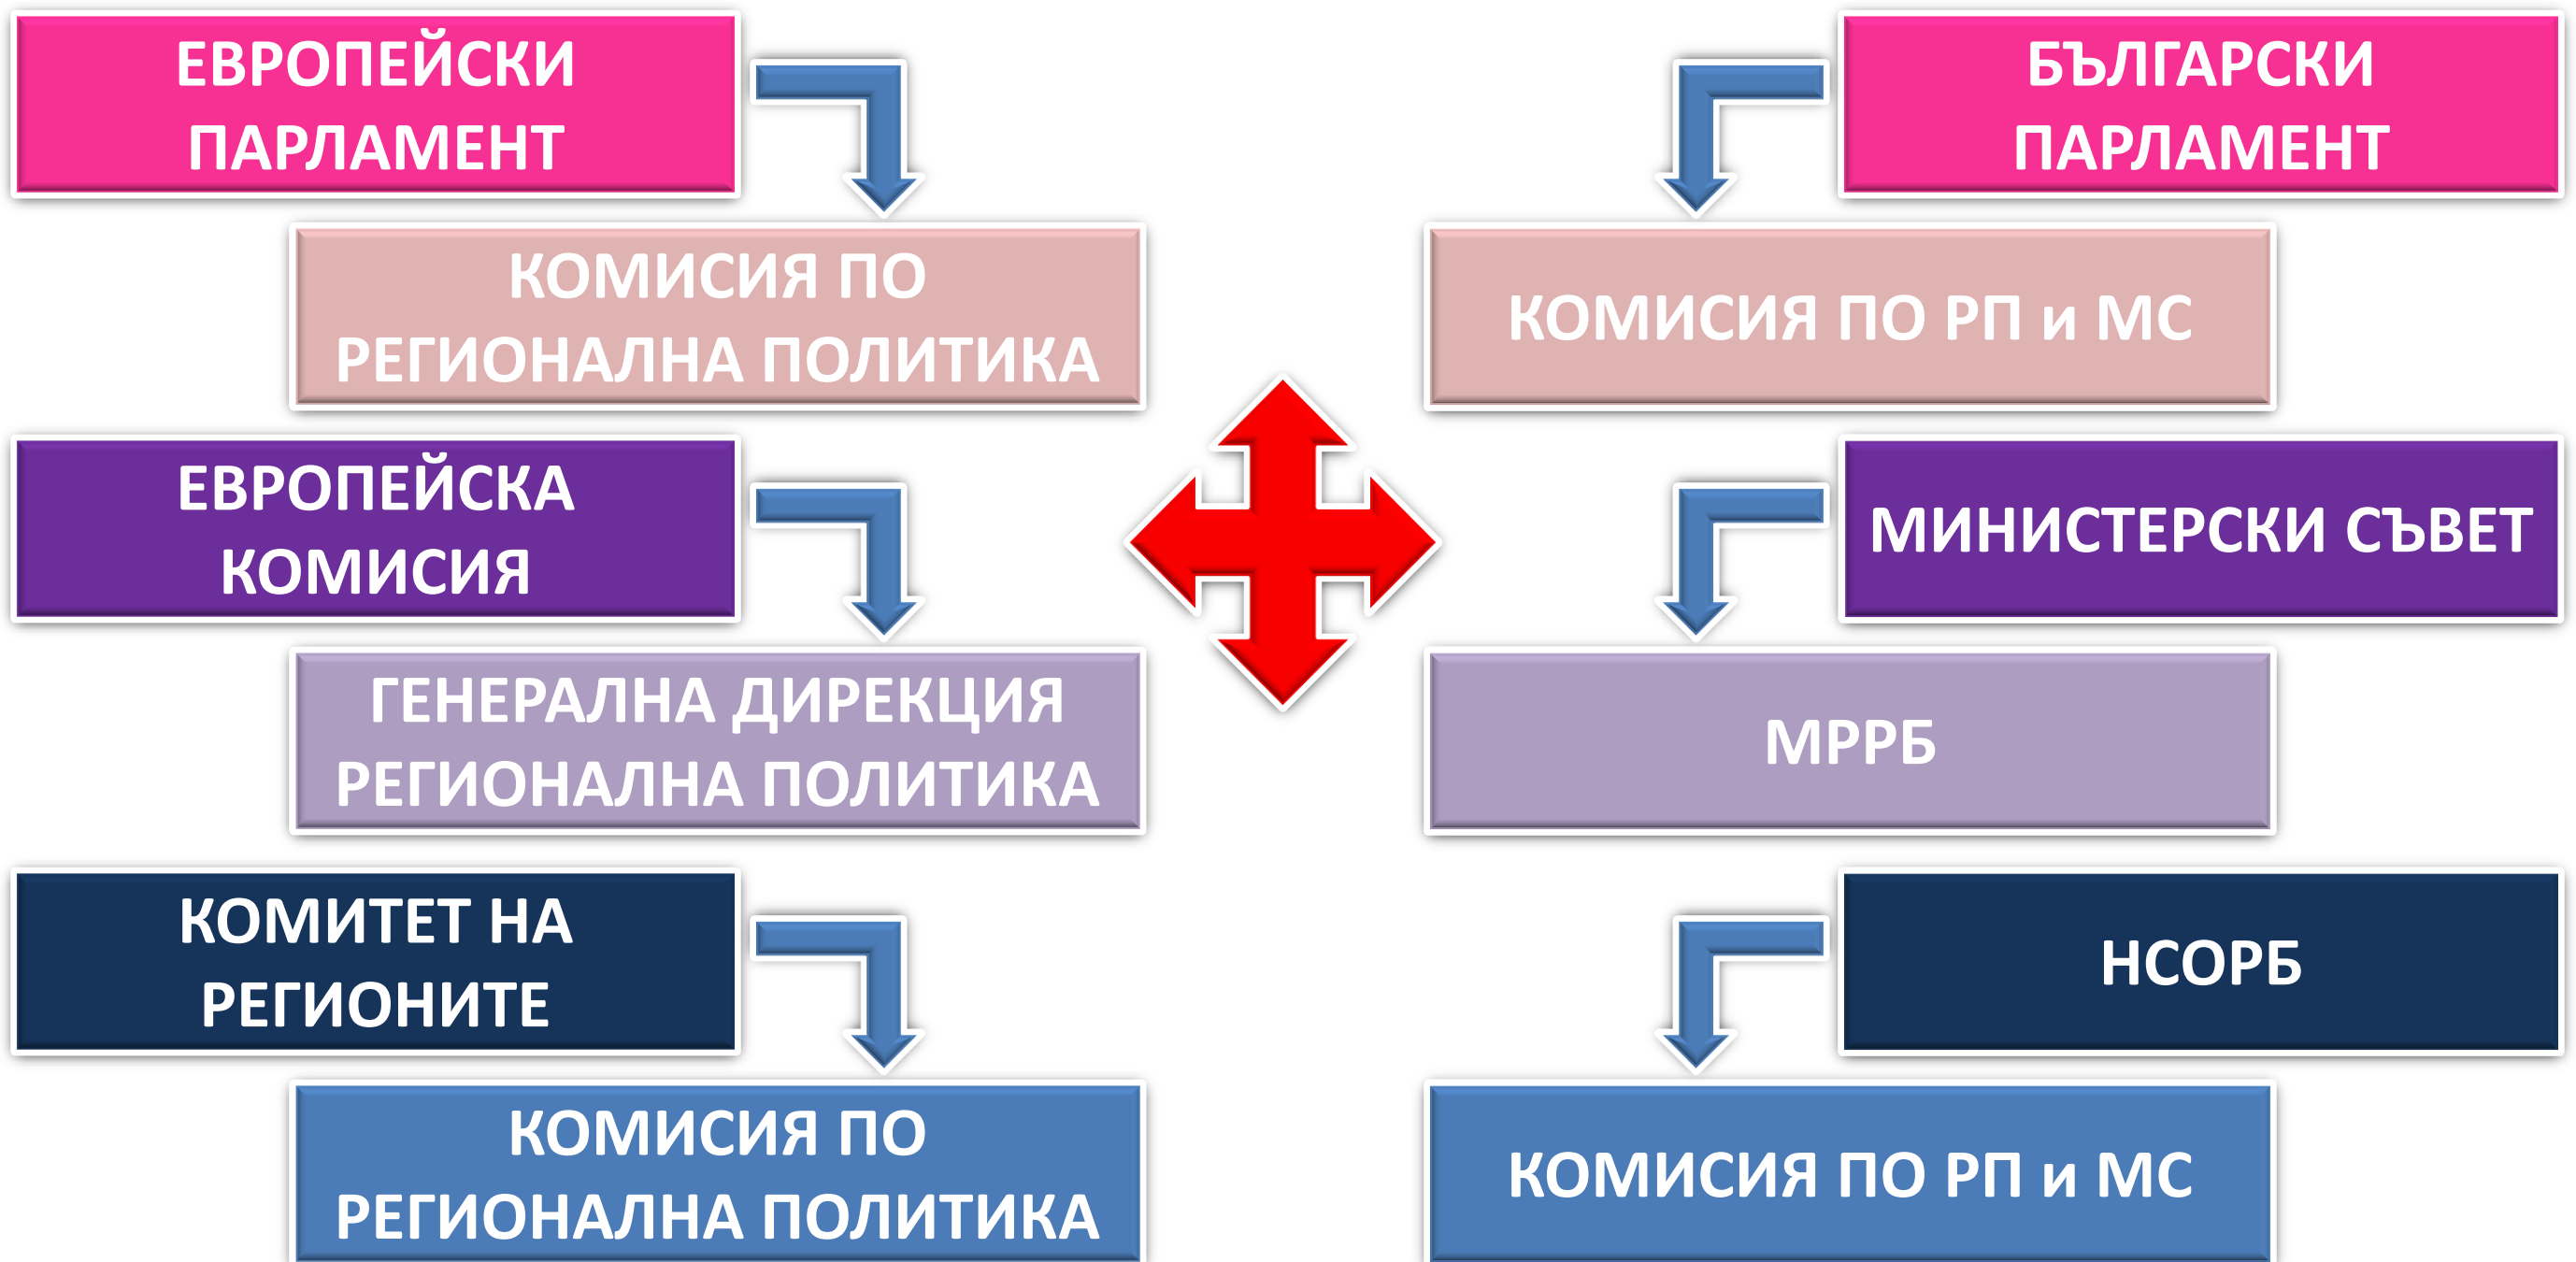 ЕВРОПЕЙСКИ
ПАРЛАМЕНТ
БЪЛГАРСКИ
ПАРЛАМЕНТ
КОМИСИЯ ПО
РЕГИОНАЛНА ПОЛИТИКА
КОМИСИЯ ПО РП и МС
ЕВРОПЕЙСКА
КОМИСИЯ
МИНИСТЕРСКИ СЪВЕТ
ГЕНЕРАЛНА ДИРЕКЦИЯ
РЕГИОНАЛНА ПОЛИТИКА
МРРБ
КОМИТЕТ НА
РЕГИОНИТЕ
НСОРБ
КОМИСИЯ ПО
РЕГИОНАЛНА ПОЛИТИКА
КОМИСИЯ ПО РП и МС